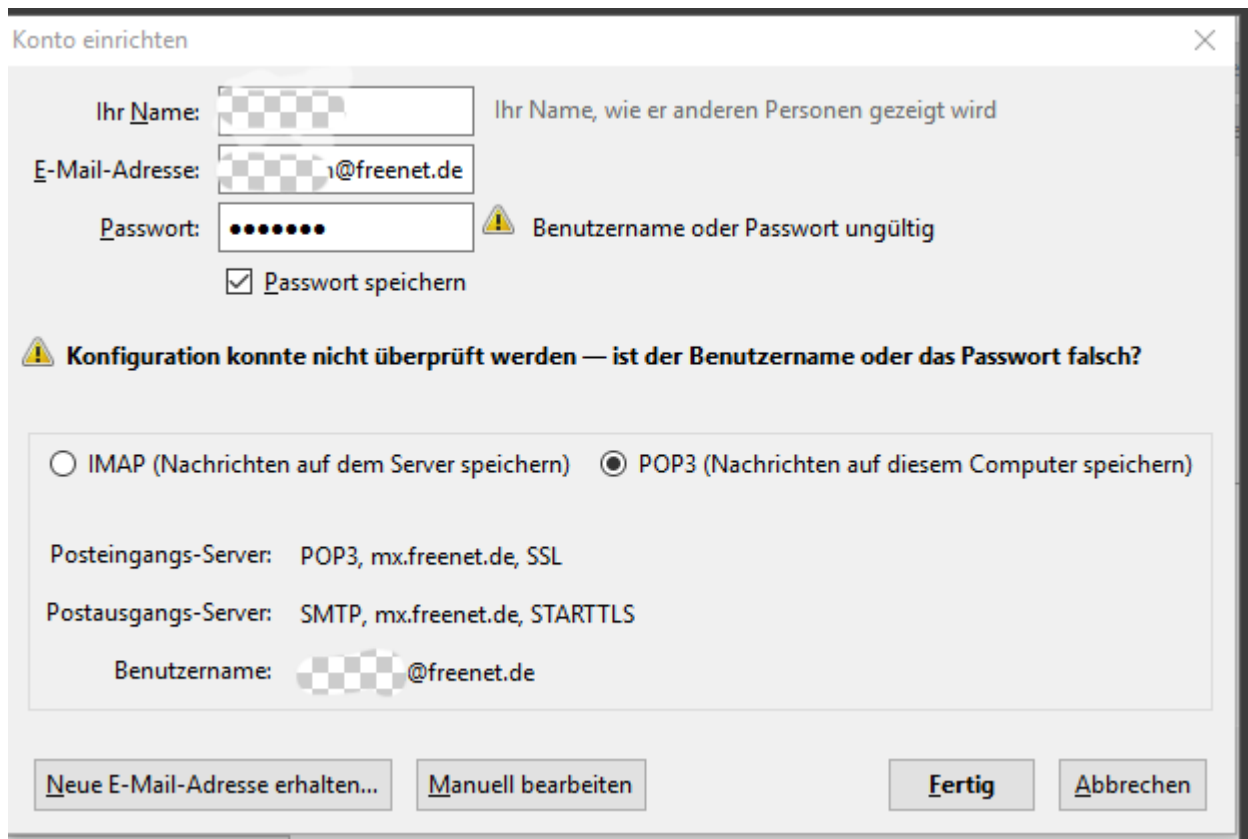 Konto einrichten
Ihr Name: Ihr Name, wie er anderen Personen gezeigt wird
E-Mail-Adresse: @freenet.de
Passwort: ●●●●●●● Benutzername oder Passwort ungültig
Passwort speichern
Konfiguration konnte nicht überprüft werden — ist der Benutzername oder das Passwort falsch?
IMAP (Nachrichten auf dem Server speichern) POP3 (Nachrichten auf diesem Computer speichern)
Posteingangs-Server: POP3, mx.freenet.de, SSL
Postausgangs-Server: SMTP, mx.freenet.de, STARTTLS
Benutzername: @freenet.de
Neue E-Mail-Adresse erhalten... Manuell bearbeiten Fertig Abbrechen